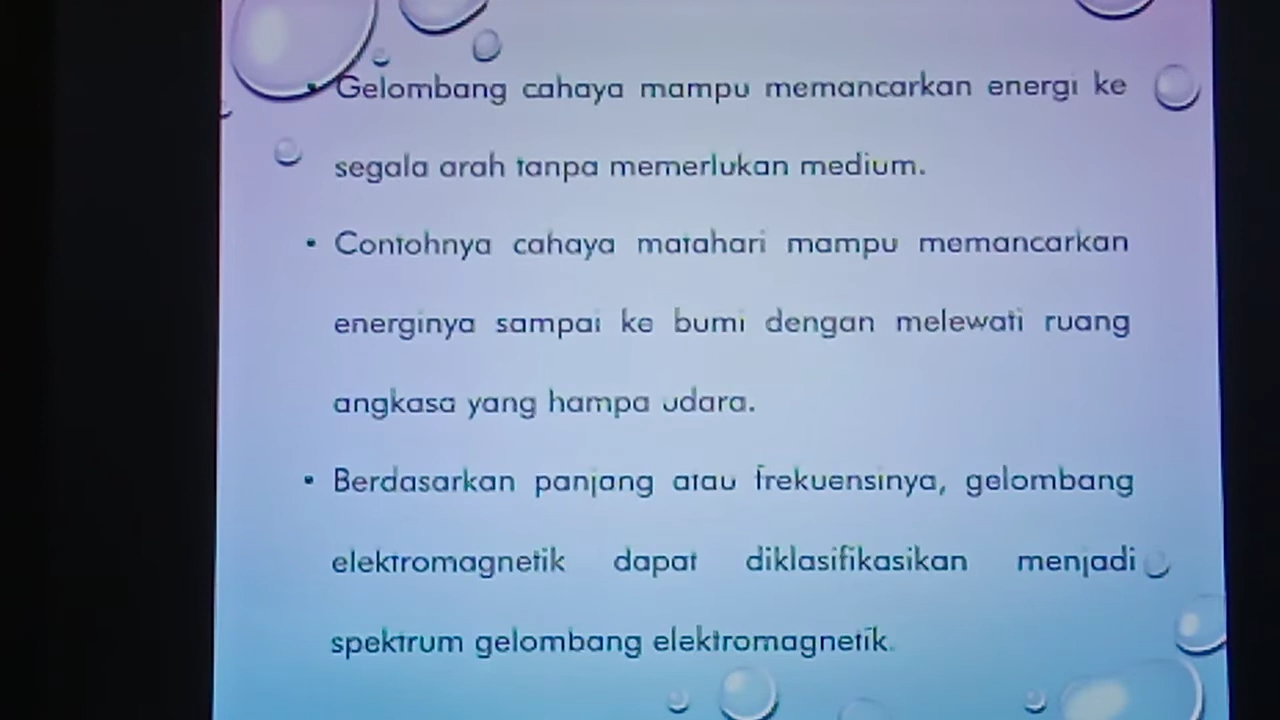 • Gelombang cahaya mampu memancarkan energi ke
segala arah tanpa memerlukan medium.
• Contohnya cahaya matahari mampu memancarkan
energinya sampai ke bumi dengan melewati ruang
angkasa yang hampa udara.
• Berdasarkan panjang atau frekuensinya, gelombang
elektromagnetik dapat diklasifikasikan menjadi
spektrum gelombang elektromagnetik.